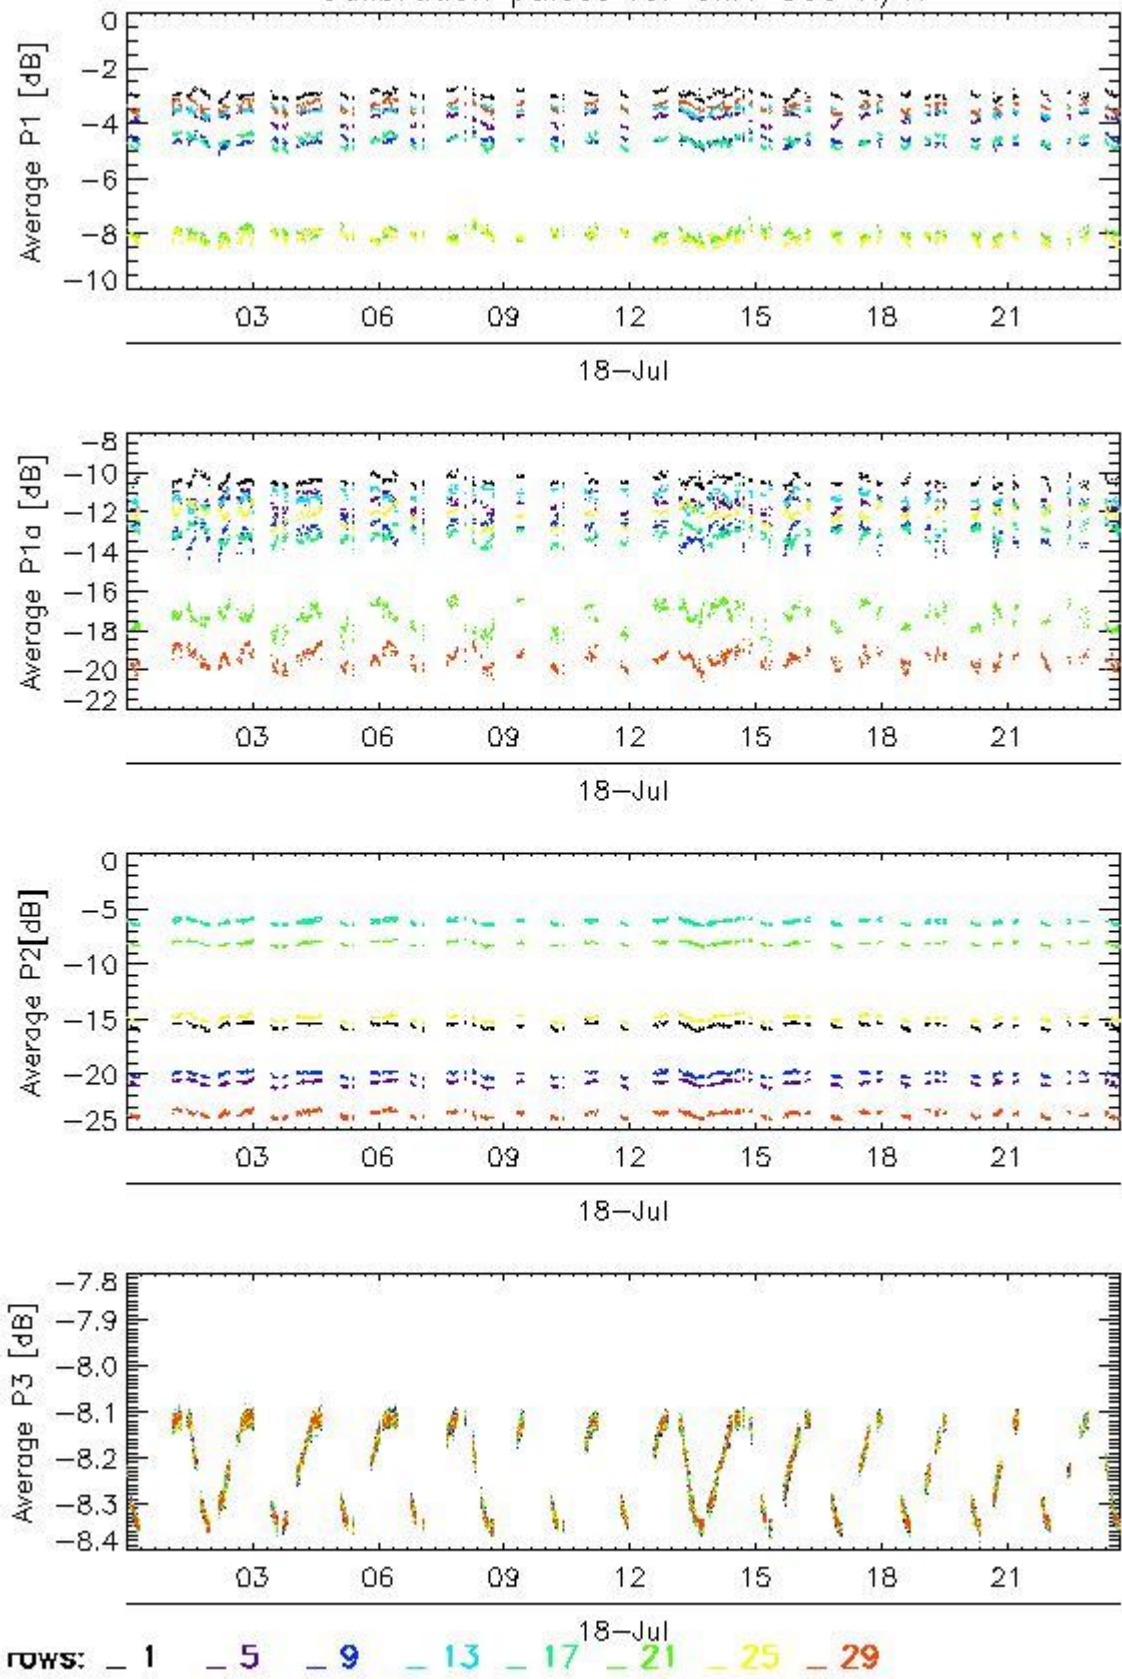 0
−2
−4
−6
−8
−10
Average P1 [dB]
03 06 09 12 15 18 21
18−Jul
−8
−10
−12
−14
−16
−18
−20
−22
Average P1a [dB]
03 06 09 12 15 18 21
18−Jul
0
−5
−10
−15
−20
−25
Average P2[dB]
03 06 09 12 15 18 21
18−Jul
−7.8
−7.9
−8.0
−8.1
−8.2
−8.3
−8.4
Average P3 [dB]
03 06 09 12 15 18 21
18−Jul
rows: _ 1 _ 5 _ 9 _ 13 _ 17 _ 21 _ 25 _ 29